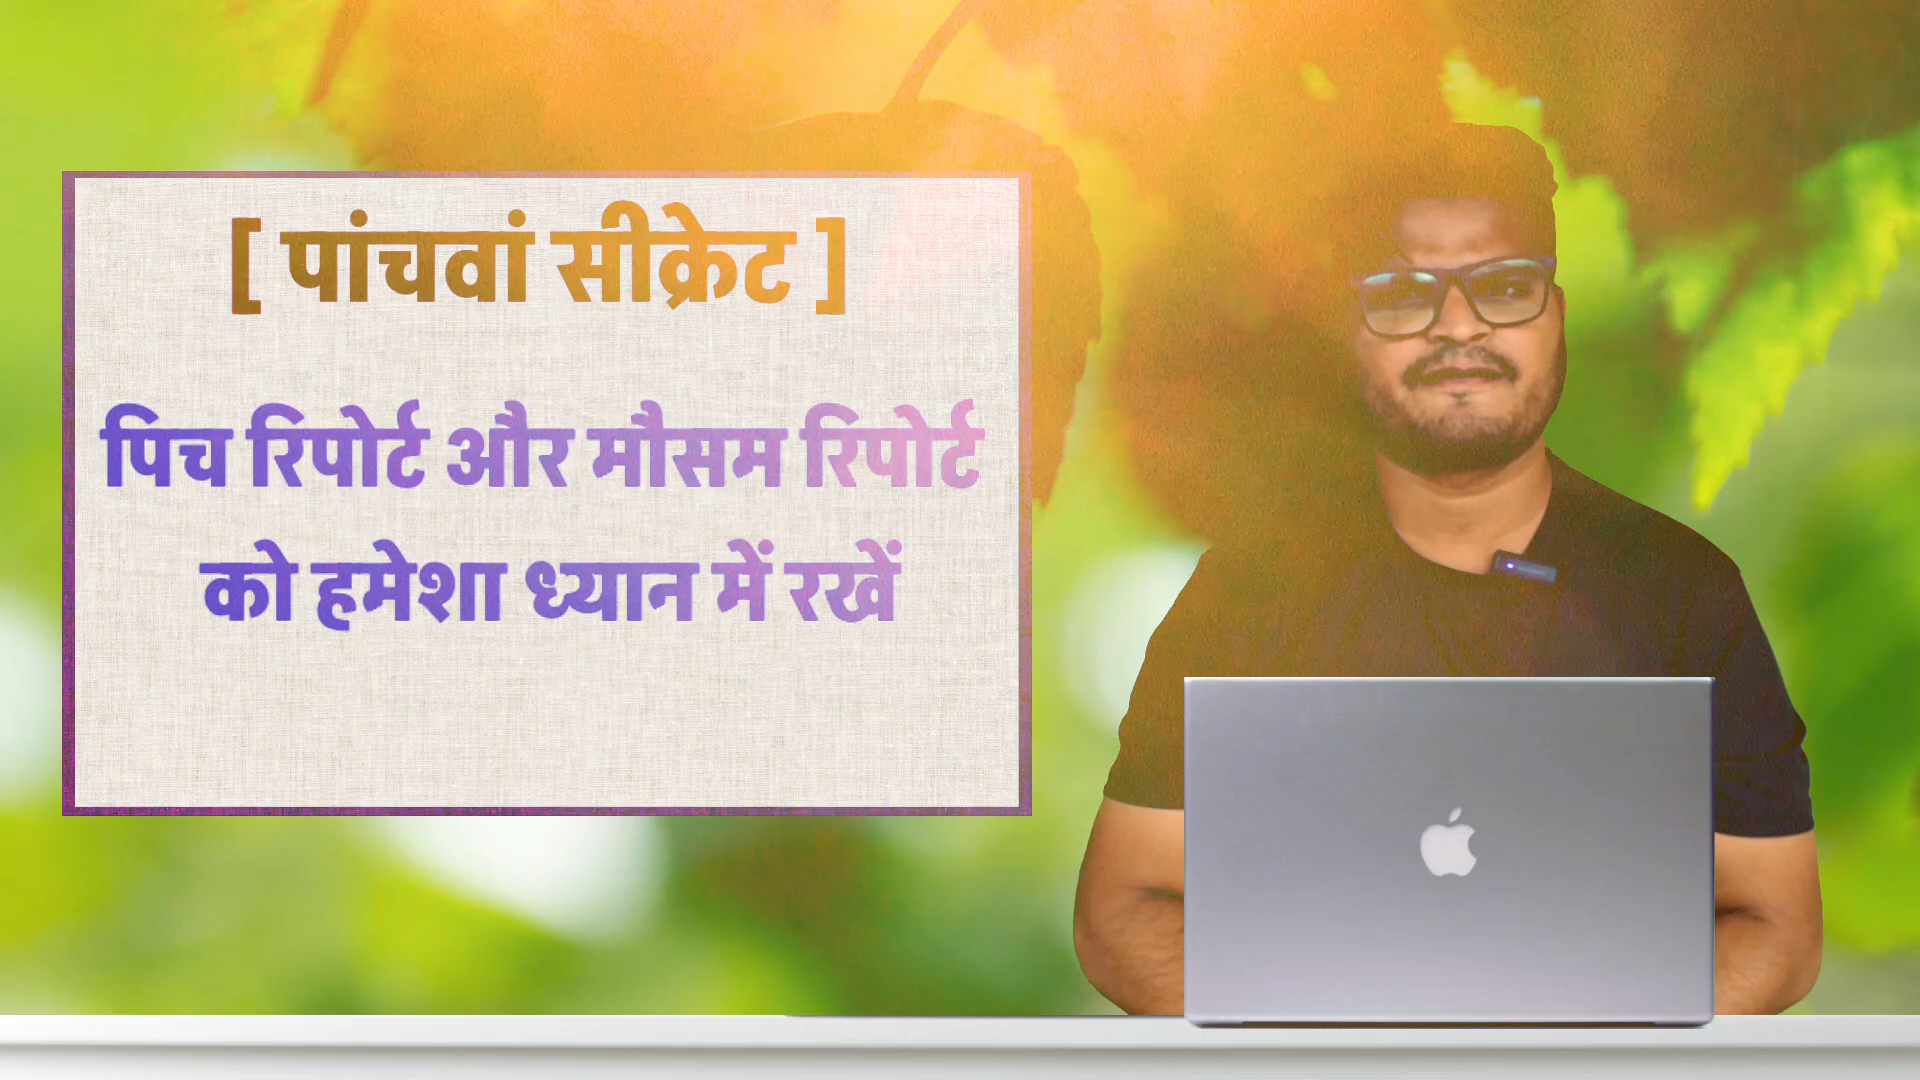 [ पांचवां सीक्रेट ]
पिच रिपोर्ट और मौसम रिपोर्ट
को हमेशा ध्यान में रखें